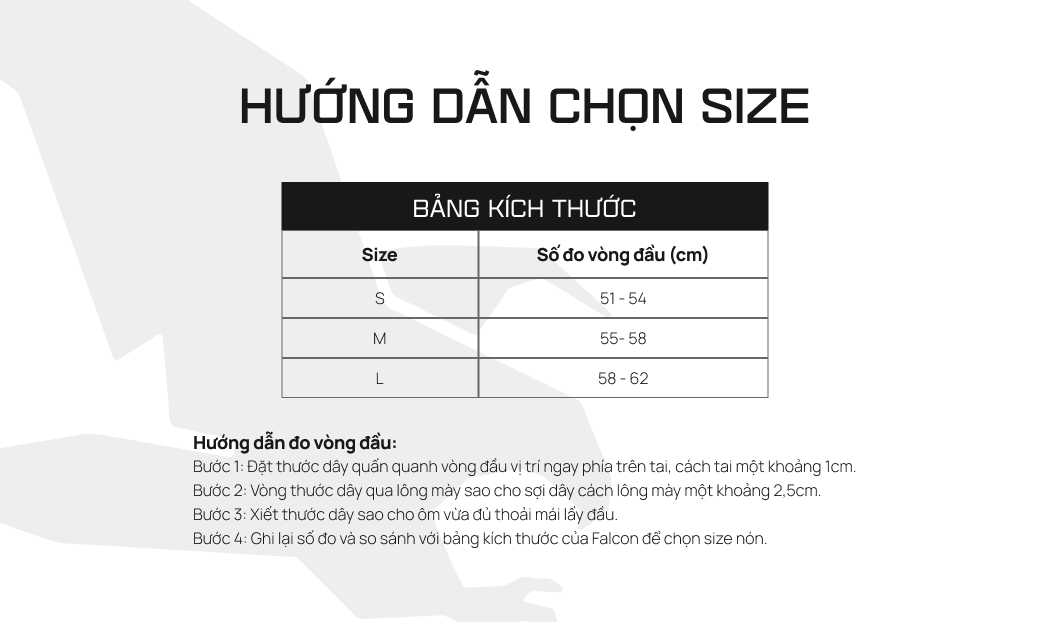 HƯỚNG DẪN CHỌN SIZE
BẢNG KÍCH THƯỚC
Size Số đo vòng đầu (cm)
S 51 - 54
M 55- 58
L 58 - 62
Hướng dẫn đo vòng đầu:
Bước 1: Đặt thước dây quấn quanh vòng đầu vị trí ngay phía trên tai, cách tai một khoảng 1cm.
Bước 2: Vòng thước dây qua lông mày sao cho sợi dây cách lông mày một khoảng 2,5cm.
Bước 3: Xiết thước dây sao cho ôm vừa đủ thoải mái lấy đầu.
Bước 4: Ghi lại số đo và so sánh với bảng kích thước của Falcon để chọn size nón.